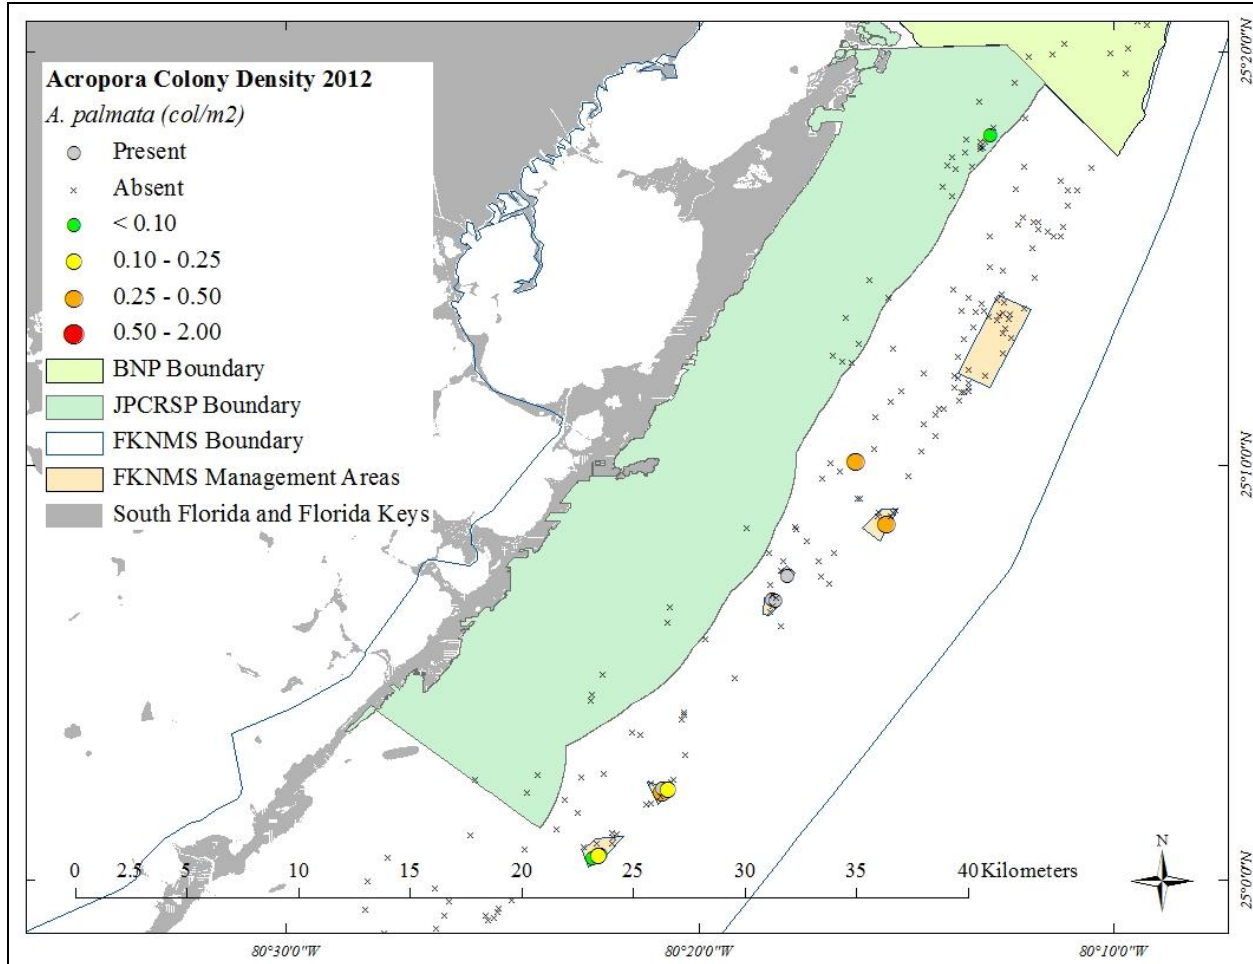 Acropora Colony Density 2012
A. palmata (col/m2)
Present
Absent
< 0.10
0.10 - 0.25
0.25 - 0.50
0.50 - 2.00
BNP Boundary
JPCRSP Boundary
FKNMS Boundary
FKNMS Management Areas
South Florida and Florida Keys
25°20'0"N
25°10'0"N
25°0'0"N
0 2.5 5 10 15 20 25 30 35 40 Kilometers
N
80°30'0"W 80°20'0"W 80°10'0"W